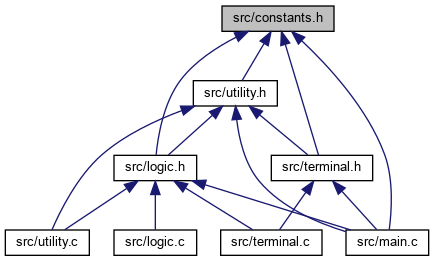 src/constants.h
src/utility.h
src/logic.h
src/terminal.h
src/utility.c
src/logic.c
src/terminal.c
src/main.c